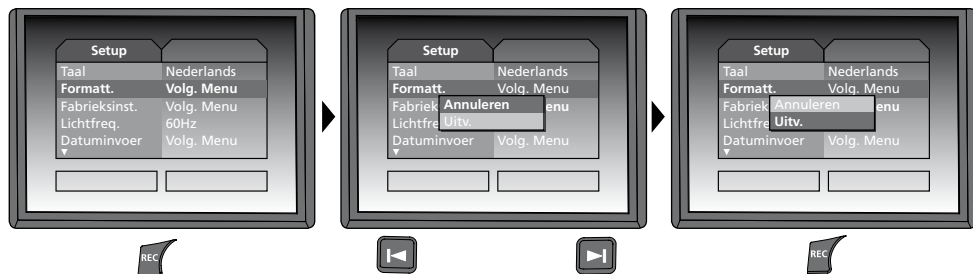 Setup
Taal Nederlands
Formatt. Volg. Menu
Fabrieksinst. Volg. Menu
Lichtfreq. 60Hz
Datuminvoer Volg. Menu
REC
Setup
Taal Nederlands
Formatt. Volg. Menu
Fabriek Annuleren enu
Lichtfre Uitv.
Datuminvoer Volg. Menu
Setup
Taal Nederlands
Formatt. Volg. Menu
Fabriek Annuleren enu
Lichtfre Uitv.
Datuminvoer Volg. Menu
REC